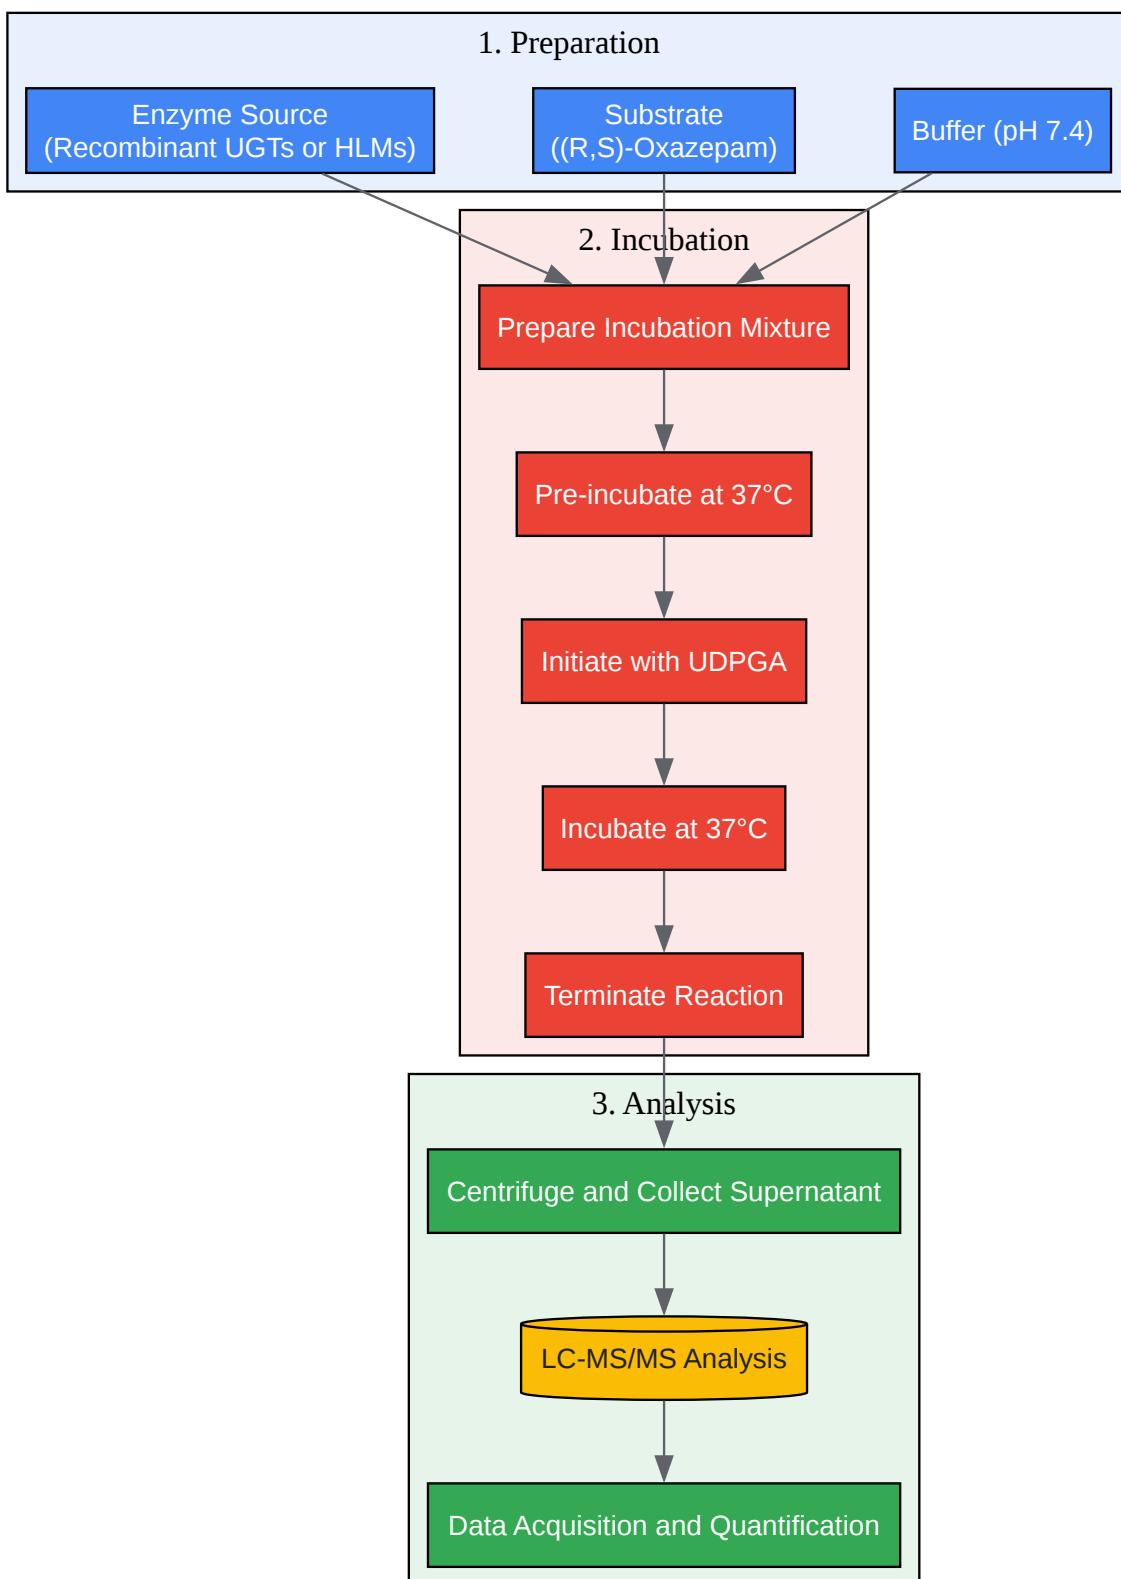 1. Preparation
Enzyme Source
(Recombinant UGTs or HLMs)
Substrate
((R,S)-Oxazepam)
Buffer (pH 7.4)
2. Incubation
Prepare Incubation Mixture
Pre-incubate at 37°C
Initiate with UDPGA
Incubate at 37°C
Terminate Reaction
3. Analysis
Centrifuge and Collect Supernatant
LC-MS/MS Analysis
Data Acquisition and Quantification